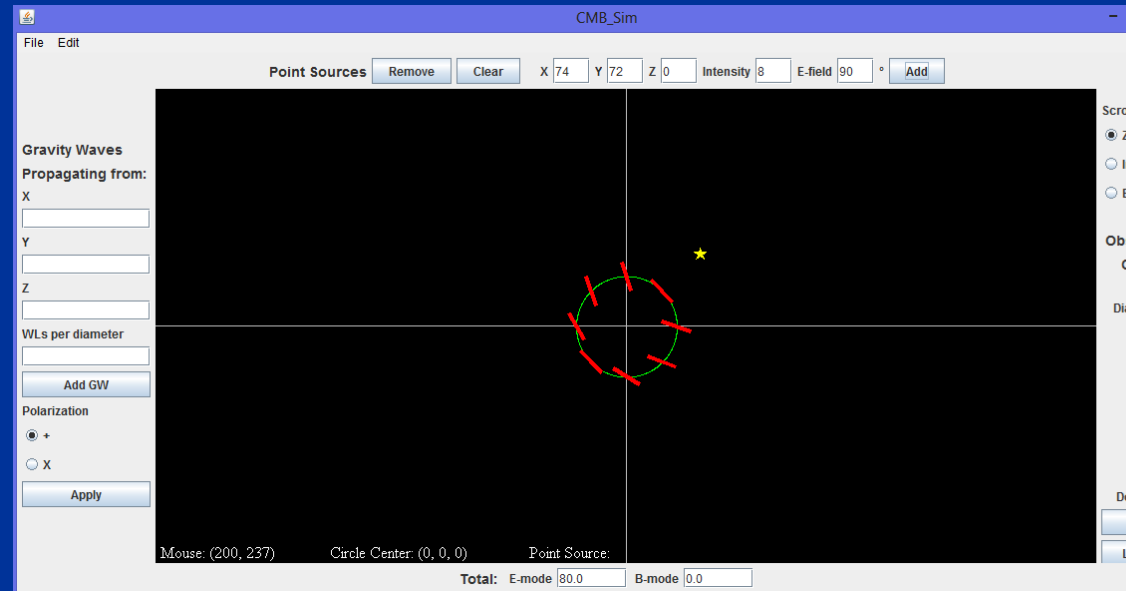 CMB_Sim
File Edit
Point Sources Remove Clear X 74 Y 72 Z 0 Intensity 8 E-field 90 ° Add
Gravity Waves
Propagating from:
X
Y
Z
WLs per diameter
Add GW
Polarization
+
X
Apply
Mouse: (200, 237) Circle Center: (0, 0, 0) Point Source:
Total: E-mode 80.0 B-mode 0.0